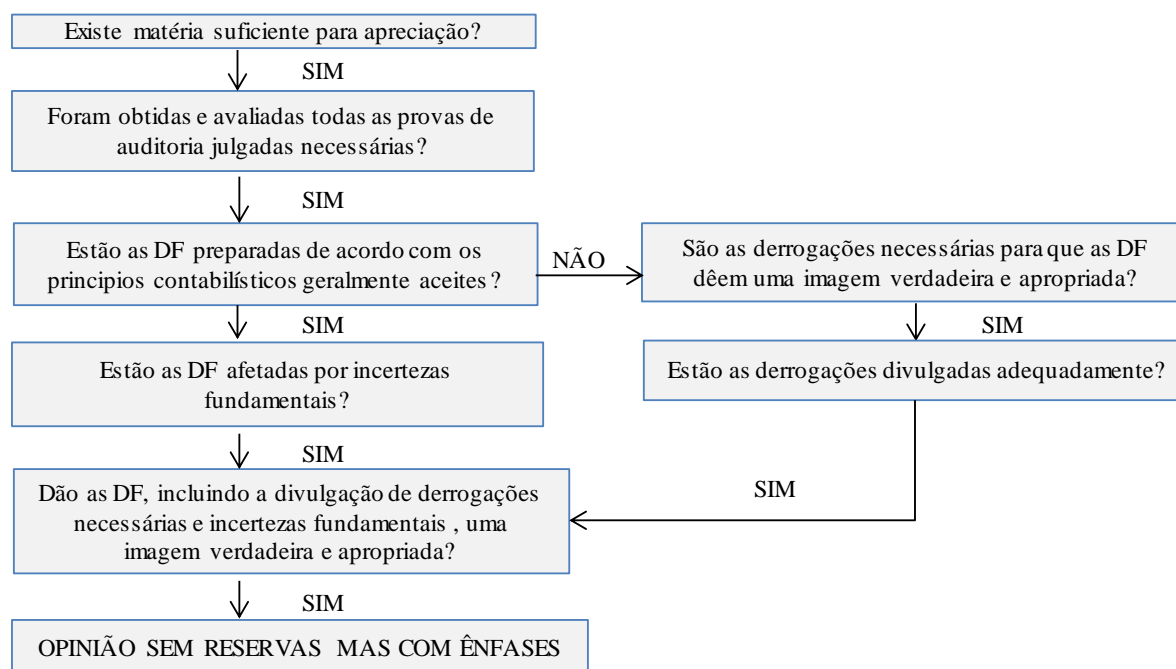 Existe matéria suficiente para apreciação?
SIM
Foram obtidas e avaliadas todas as provas de
auditoria julgadas necessárias?
SIM
Estão as DF preparadas de acordo com os
principios contabilísticos geralmente aceites?
NÃO
São as derrogações necessárias para que as DF
dêem uma imagem verdadeira e apropriada?
SIM
SIM
Estão as DF afetadas por incertezas
fundamentais?
Estão as derrogações divulgadas adequadamente?
SIM
SIM
Dão as DF, incluindo a divulgação de derrogações
necessárias e incertezas fundamentais , uma
imagem verdadeira e apropriada?
SIM
OPINIÃO SEM RESERVAS MAS COM ÊNFASES